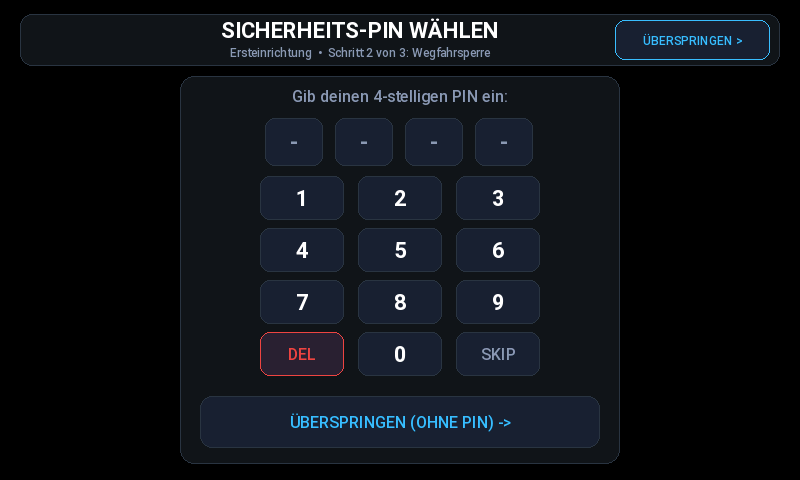 SICHERHEITS-PIN WÄHLEN
Ersteinrichtung • Schritt 2 von 3: Wegfahrsperre
ÜBERSPRINGEN >
Gib deinen 4-stelligen PIN ein:
- - - -
1 2 3
4 5 6
7 8 9
DEL 0 SKIP
ÜBERSPRINGEN (OHNE PIN) ->